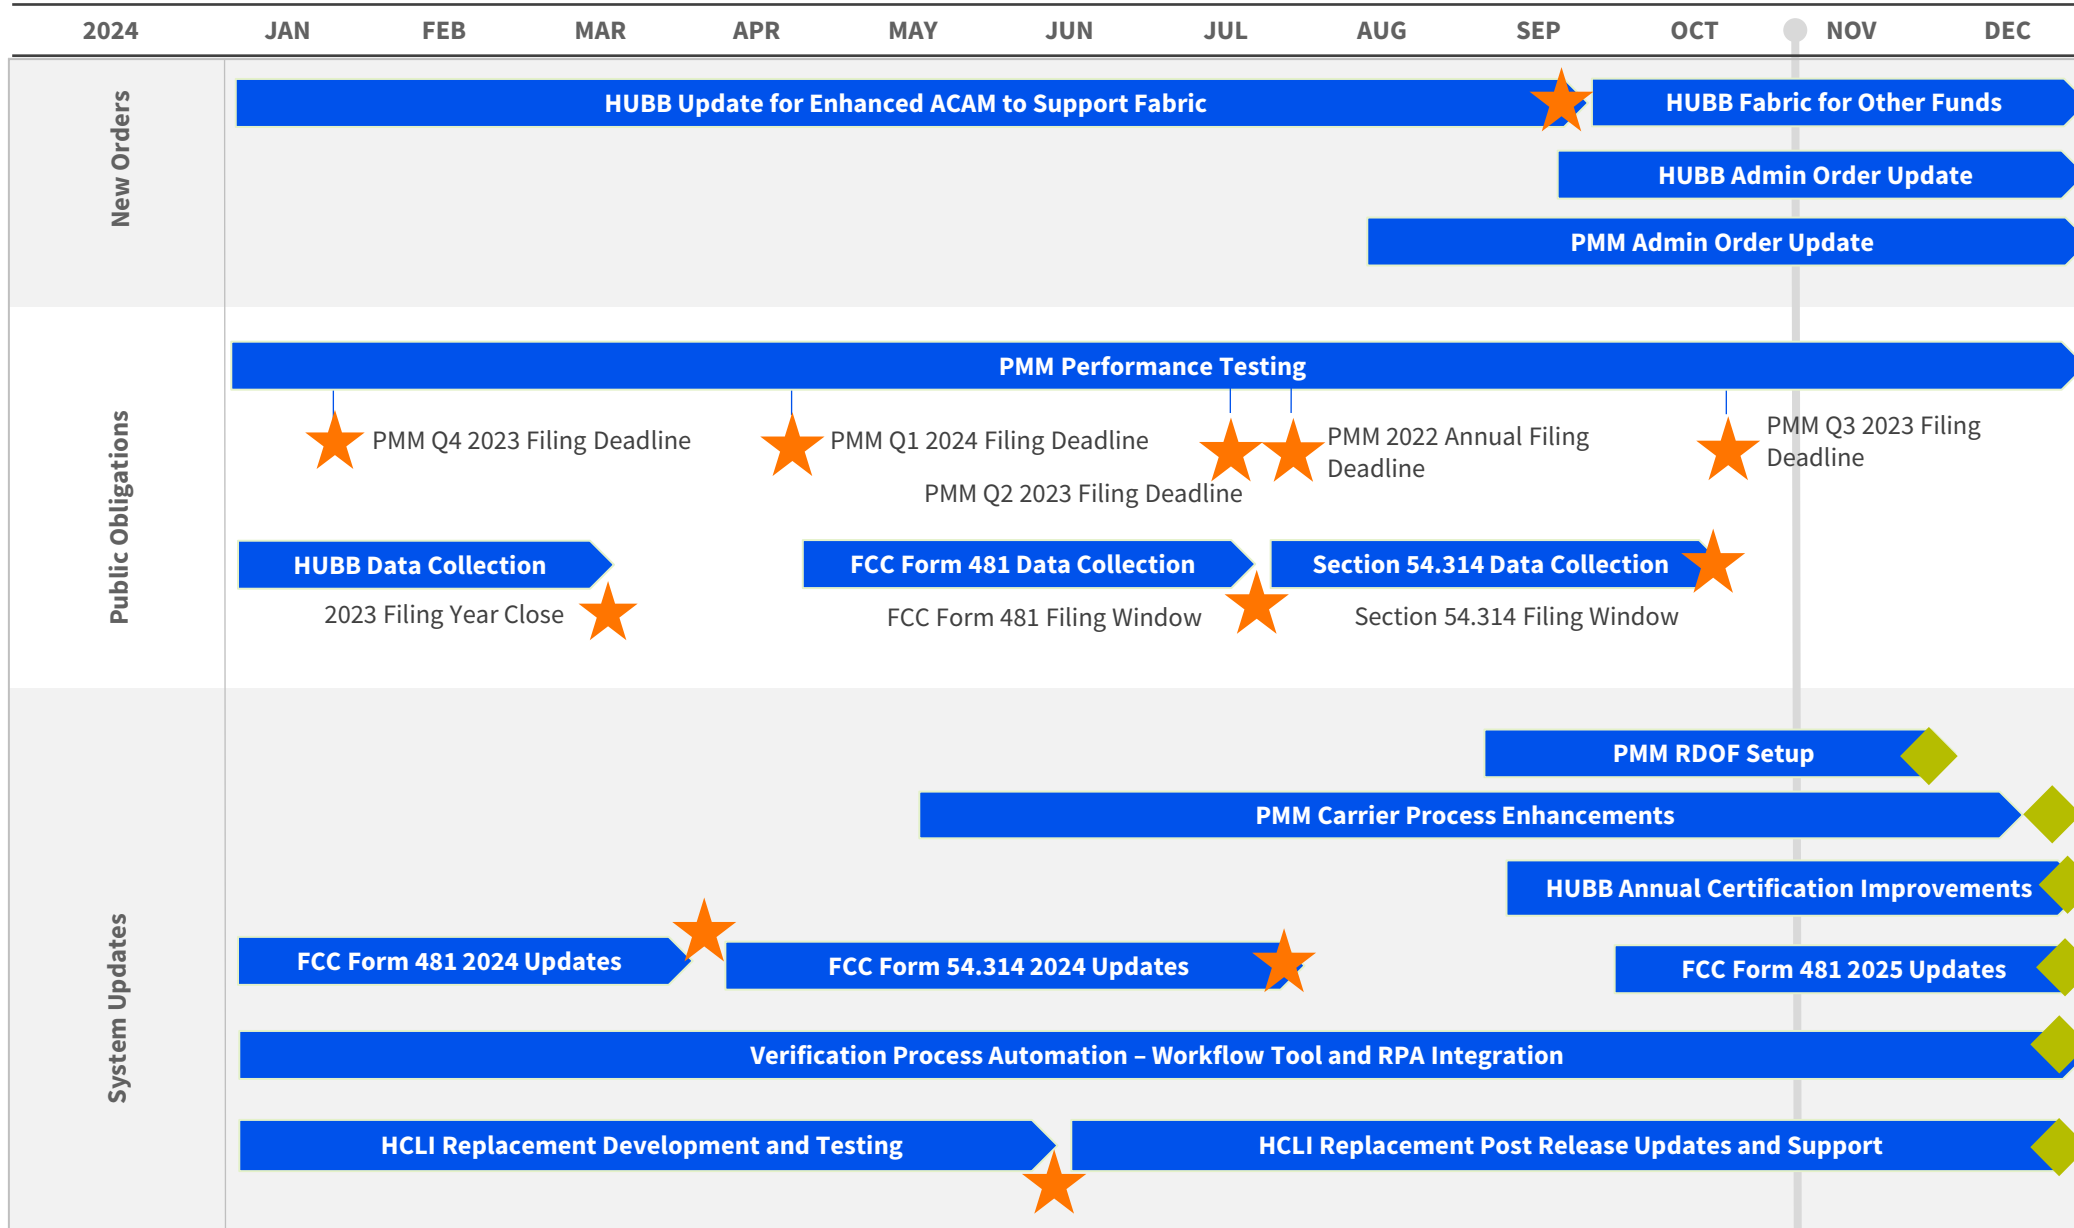 2024 JAN FEB MAR APR MAY JUN JUL AUG SEP OCT NOV DEC
New Orders
HUBB Update for Enhanced ACAM to Support Fabric
HUBB Fabric for Other Funds
HUBB Admin Order Update
PMM Admin Order Update
Public Obligations
PMM Performance Testing
PMM Q4 2023 Filing Deadline
PMM Q1 2024 Filing Deadline
PMM Q2 2023 Filing Deadline
PMM 2022 Annual Filing
Deadline
PMM Q3 2023 Filing
Deadline
HUBB Data Collection
2023 Filing Year Close
FCC Form 481 Data Collection
FCC Form 481 Filing Window
Section 54.314 Data Collection
Section 54.314 Filing Window
System Updates
PMM RDOF Setup
PMM Carrier Process Enhancements
HUBB Annual Certification Improvements
FCC Form 481 2024 Updates
FCC Form 54.314 2024 Updates
FCC Form 481 2025 Updates
Verification Process Automation – Workflow Tool and RPA Integration
HCLI Replacement Development and Testing
HCLI Replacement Post Release Updates and Support